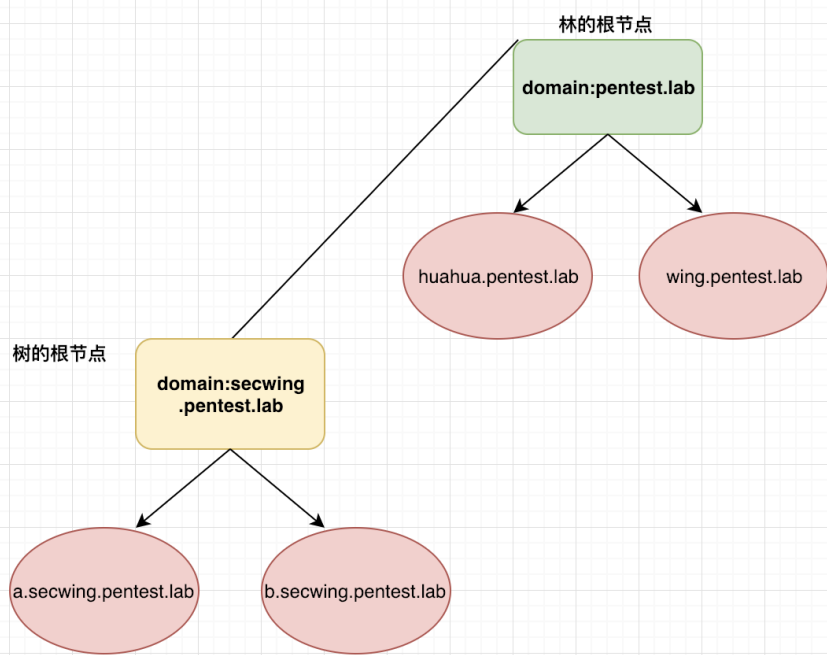 林的根节点
domain:pentest.lab
huahua.pentest.lab
wing.pentest.lab
树的根节点
domain:secwing
.pentest.lab
a.secwing.pentest.lab
b.secwing.pentest.lab